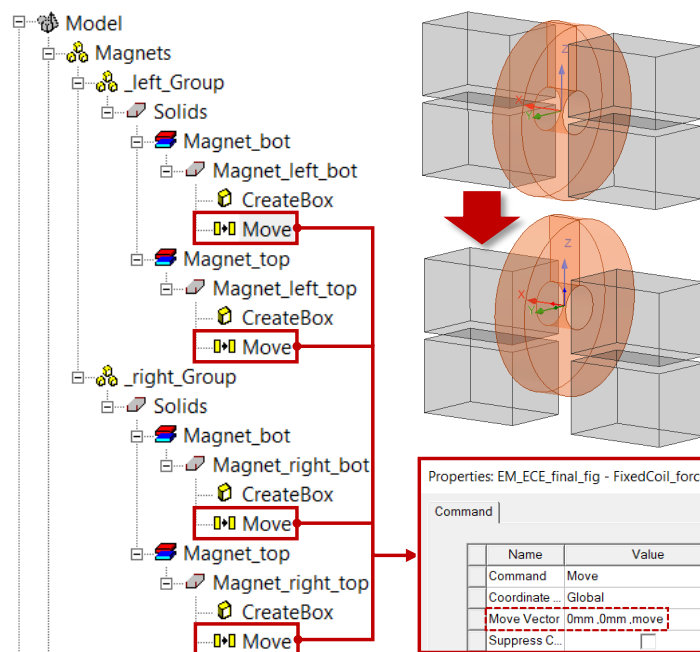 Model
Magnets
_left_Group
Solids
Magnet_bot
Magnet_left_bot
CreateBox
Move
Magnet_top
Magnet_left_top
CreateBox
Move
_right_Group
Solids
Magnet_bot
Magnet_right_bot
CreateBox
Move
Magnet_top
Magnet_right_top
CreateBox
Move
Z
X
Y
Z
X
Y
Properties: EM_ECE_final_fig - FixedCoil_forc
Command
Name Value
Command Move
Coordinate ... Global
Move Vector 0mm ,0mm ,move
Suppress C...